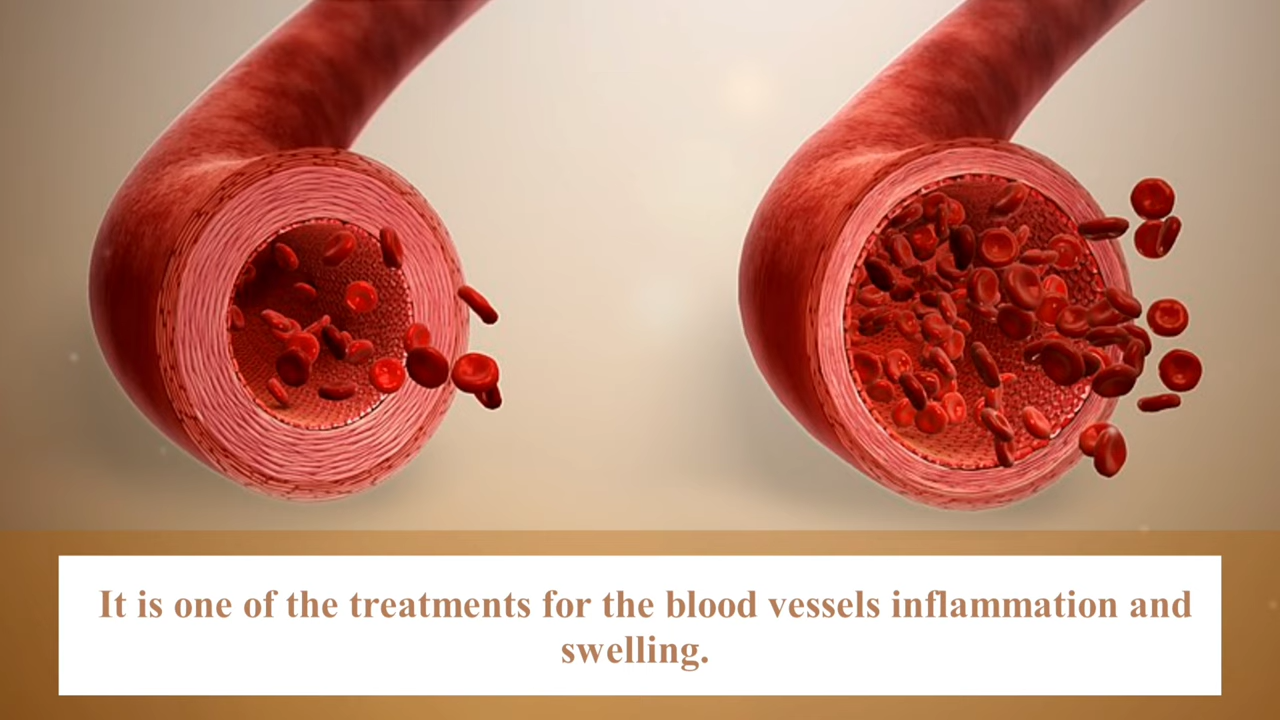 It is one of the treatments for the blood vessels inflammation and
swelling.